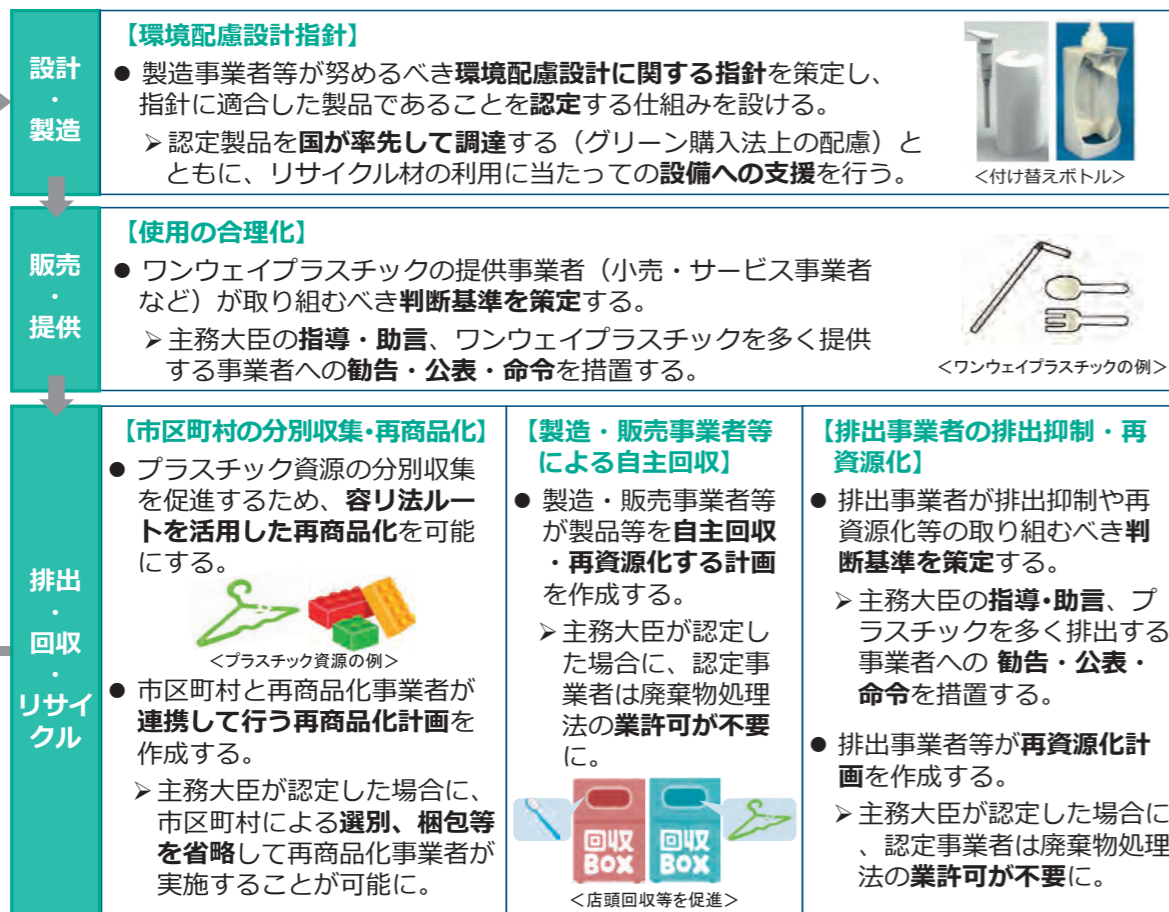 設計
・
製造
【環境配慮設計指針】
● 製造事業者等が努めるべき環境配慮設計に関する指針を策定し、
指針に適合した製品であることを認定する仕組みを設ける。
➢認定製品を国が率先して調達する（グリーン購入法上の配慮）と
ともに、リサイクル材の利用に当たっての設備への支援を行う。
＜付け替えボトル＞
販売
・
提供
【使用の合理化】
● ワンウェイプラスチックの提供事業者（小売・サービス事業者
など）が取り組むべき判断基準を策定する。
➢主務大臣の指導・助言、ワンウェイプラスチックを多く提供
する事業者への勧告・公表・命令を措置する。
＜ワンウェイプラスチックの例＞
排出
・
回収
・
リサイ
クル
【市区町村の分別収集・再商品化】
● プラスチック資源の分別収集
を促進するため、容リ法ルー
トを活用した再商品化を可能
にする。
＜プラスチック資源の例＞
● 市区町村と再商品化事業者が
連携して行う再商品化計画を
作成する。
➢主務大臣が認定した場合に、
市区町村による選別、梱包等
を省略して再商品化事業者が
実施することが可能に。
【製造・販売事業者等
による自主回収】
● 製造・販売事業者等
が製品等を自主回収
・再資源化する計画
を作成する。
➢主務大臣が認定し
た場合に、認定事
業者は廃棄物処理
法の業許可が不要
に。
回収
BOX
回収
BOX
＜店頭回収等を促進＞
【排出事業者の排出抑制・再
資源化】
● 排出事業者が排出抑制や再
資源化等の取り組むべき判
断基準を策定する。
➢主務大臣の指導・助言、プ
ラスチックを多く排出する
事業者への 勧告・公表・
命令を措置する。
● 排出事業者等が再資源化計
画を作成する。
➢主務大臣が認定した場合に
、認定事業者は廃棄物処理
法の業許可が不要に。